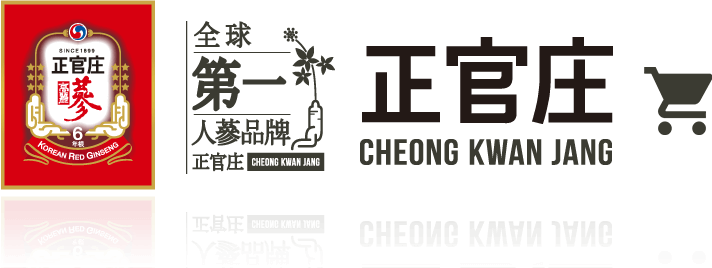 SINCE1899
正官庄
高麗
蔘
6
年根
KOREAN RED GINSENG
全球
第一
人蔘品牌
正官庄 CHEONG KWAN JANG
正官庄
CHEONG KWAN JANG